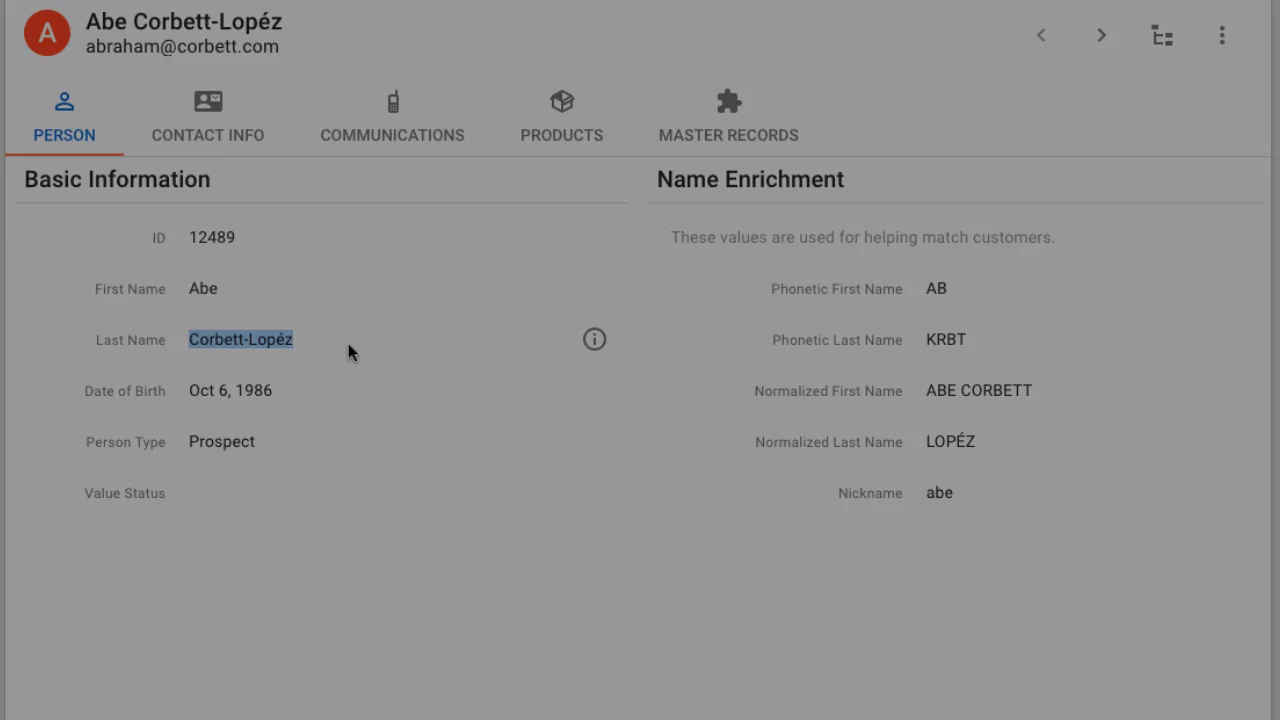 A
Abe Corbett-Lopéz
abraham@corbett.com
PERSON
CONTACT INFO
COMMUNICATIONS
PRODUCTS
MASTER RECORDS
Basic Information
ID 12489
First Name Abe
Last Name Corbett-Lopéz
Date of Birth Oct 6, 1986
Person Type Prospect
Value Status
Name Enrichment
These values are used for helping match customers.
Phonetic First Name AB
Phonetic Last Name KRBT
Normalized First Name ABE CORBETT
Normalized Last Name LOPÉZ
Nickname abe